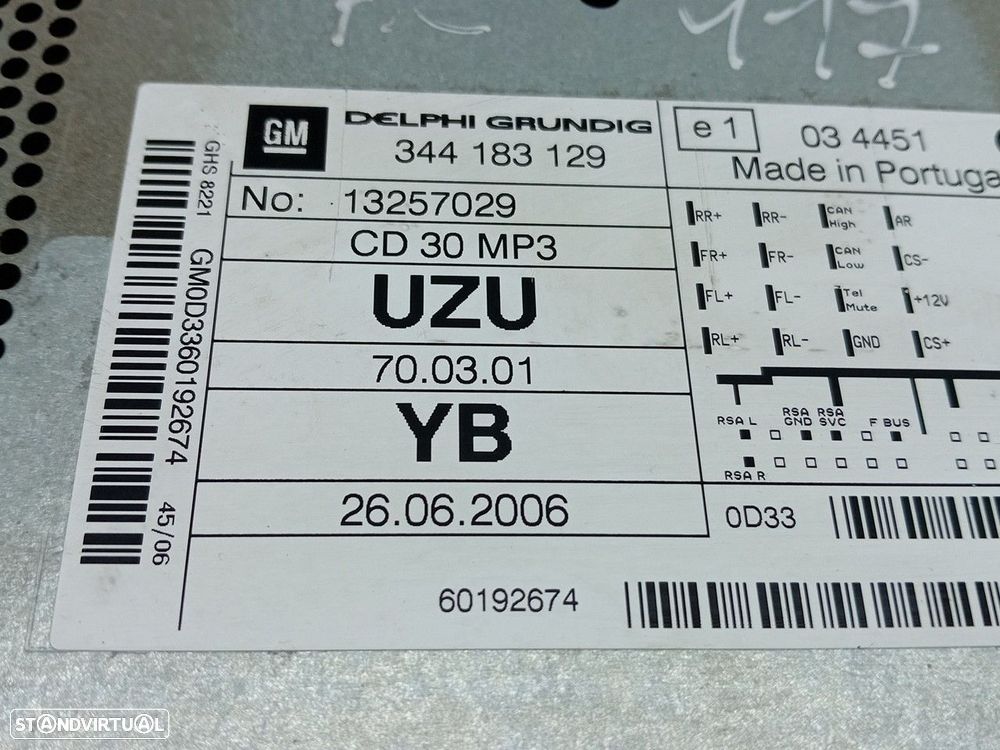 117
GM
DELPHI GRUNDIG
344 183 129
e 1
03 4451
Made in Portuga
No: 13257029
CD 30 MP3
UZU
70.03.01
YB
26.06.2006
GHS 8221
GM0D3360192674
45/06
RR+ RR- CAN High AR
FR+ FR- CAN Low CS-
FL+ FL- Tel Mute +12V
RL+ RL- GND CS+
RSA L RSA GND RSA SVC F BUS
RSA R
0D33
60192674
STANDVIRTUAL